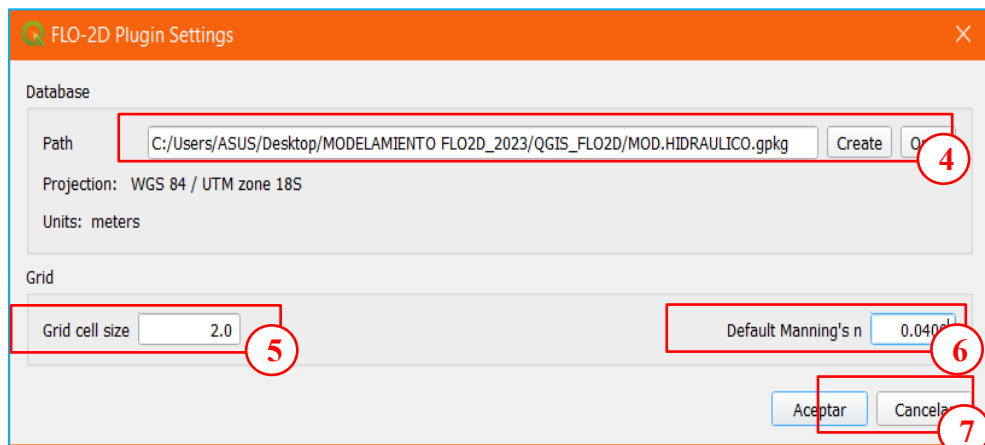 FLO-2D Plugin Settings
Database
Path C:/Users/ASUS/Desktop/MODELAMIENTO FLO2D_2023/QGIS_FLO2D/MOD.HIDRAULICO.gpkg Create
4
Projection: WGS 84 / UTM zone 18S
Units: meters
Grid
Grid cell size 2.0 Default Manning's n
5 6
Aceptar Cancelar
7